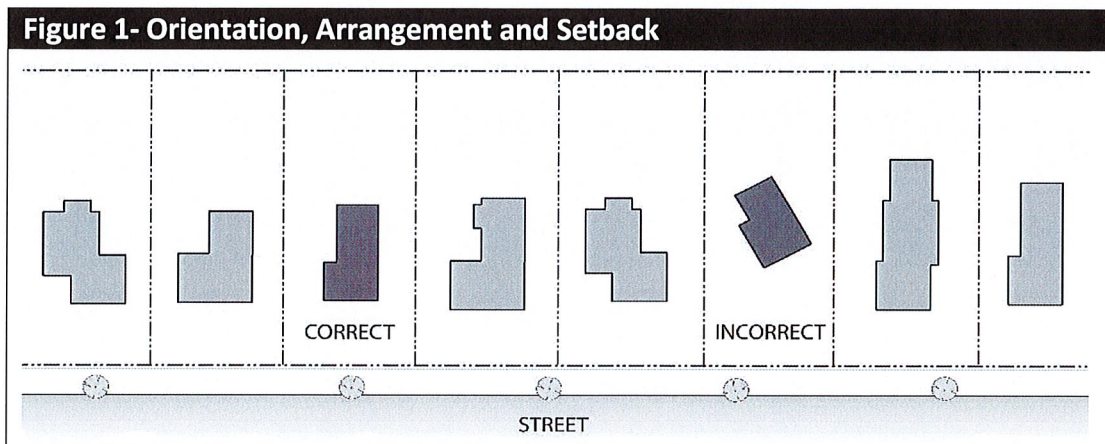 Figure 1- Orientation, Arrangement and Setback
CORRECT
INCORRECT
STREET